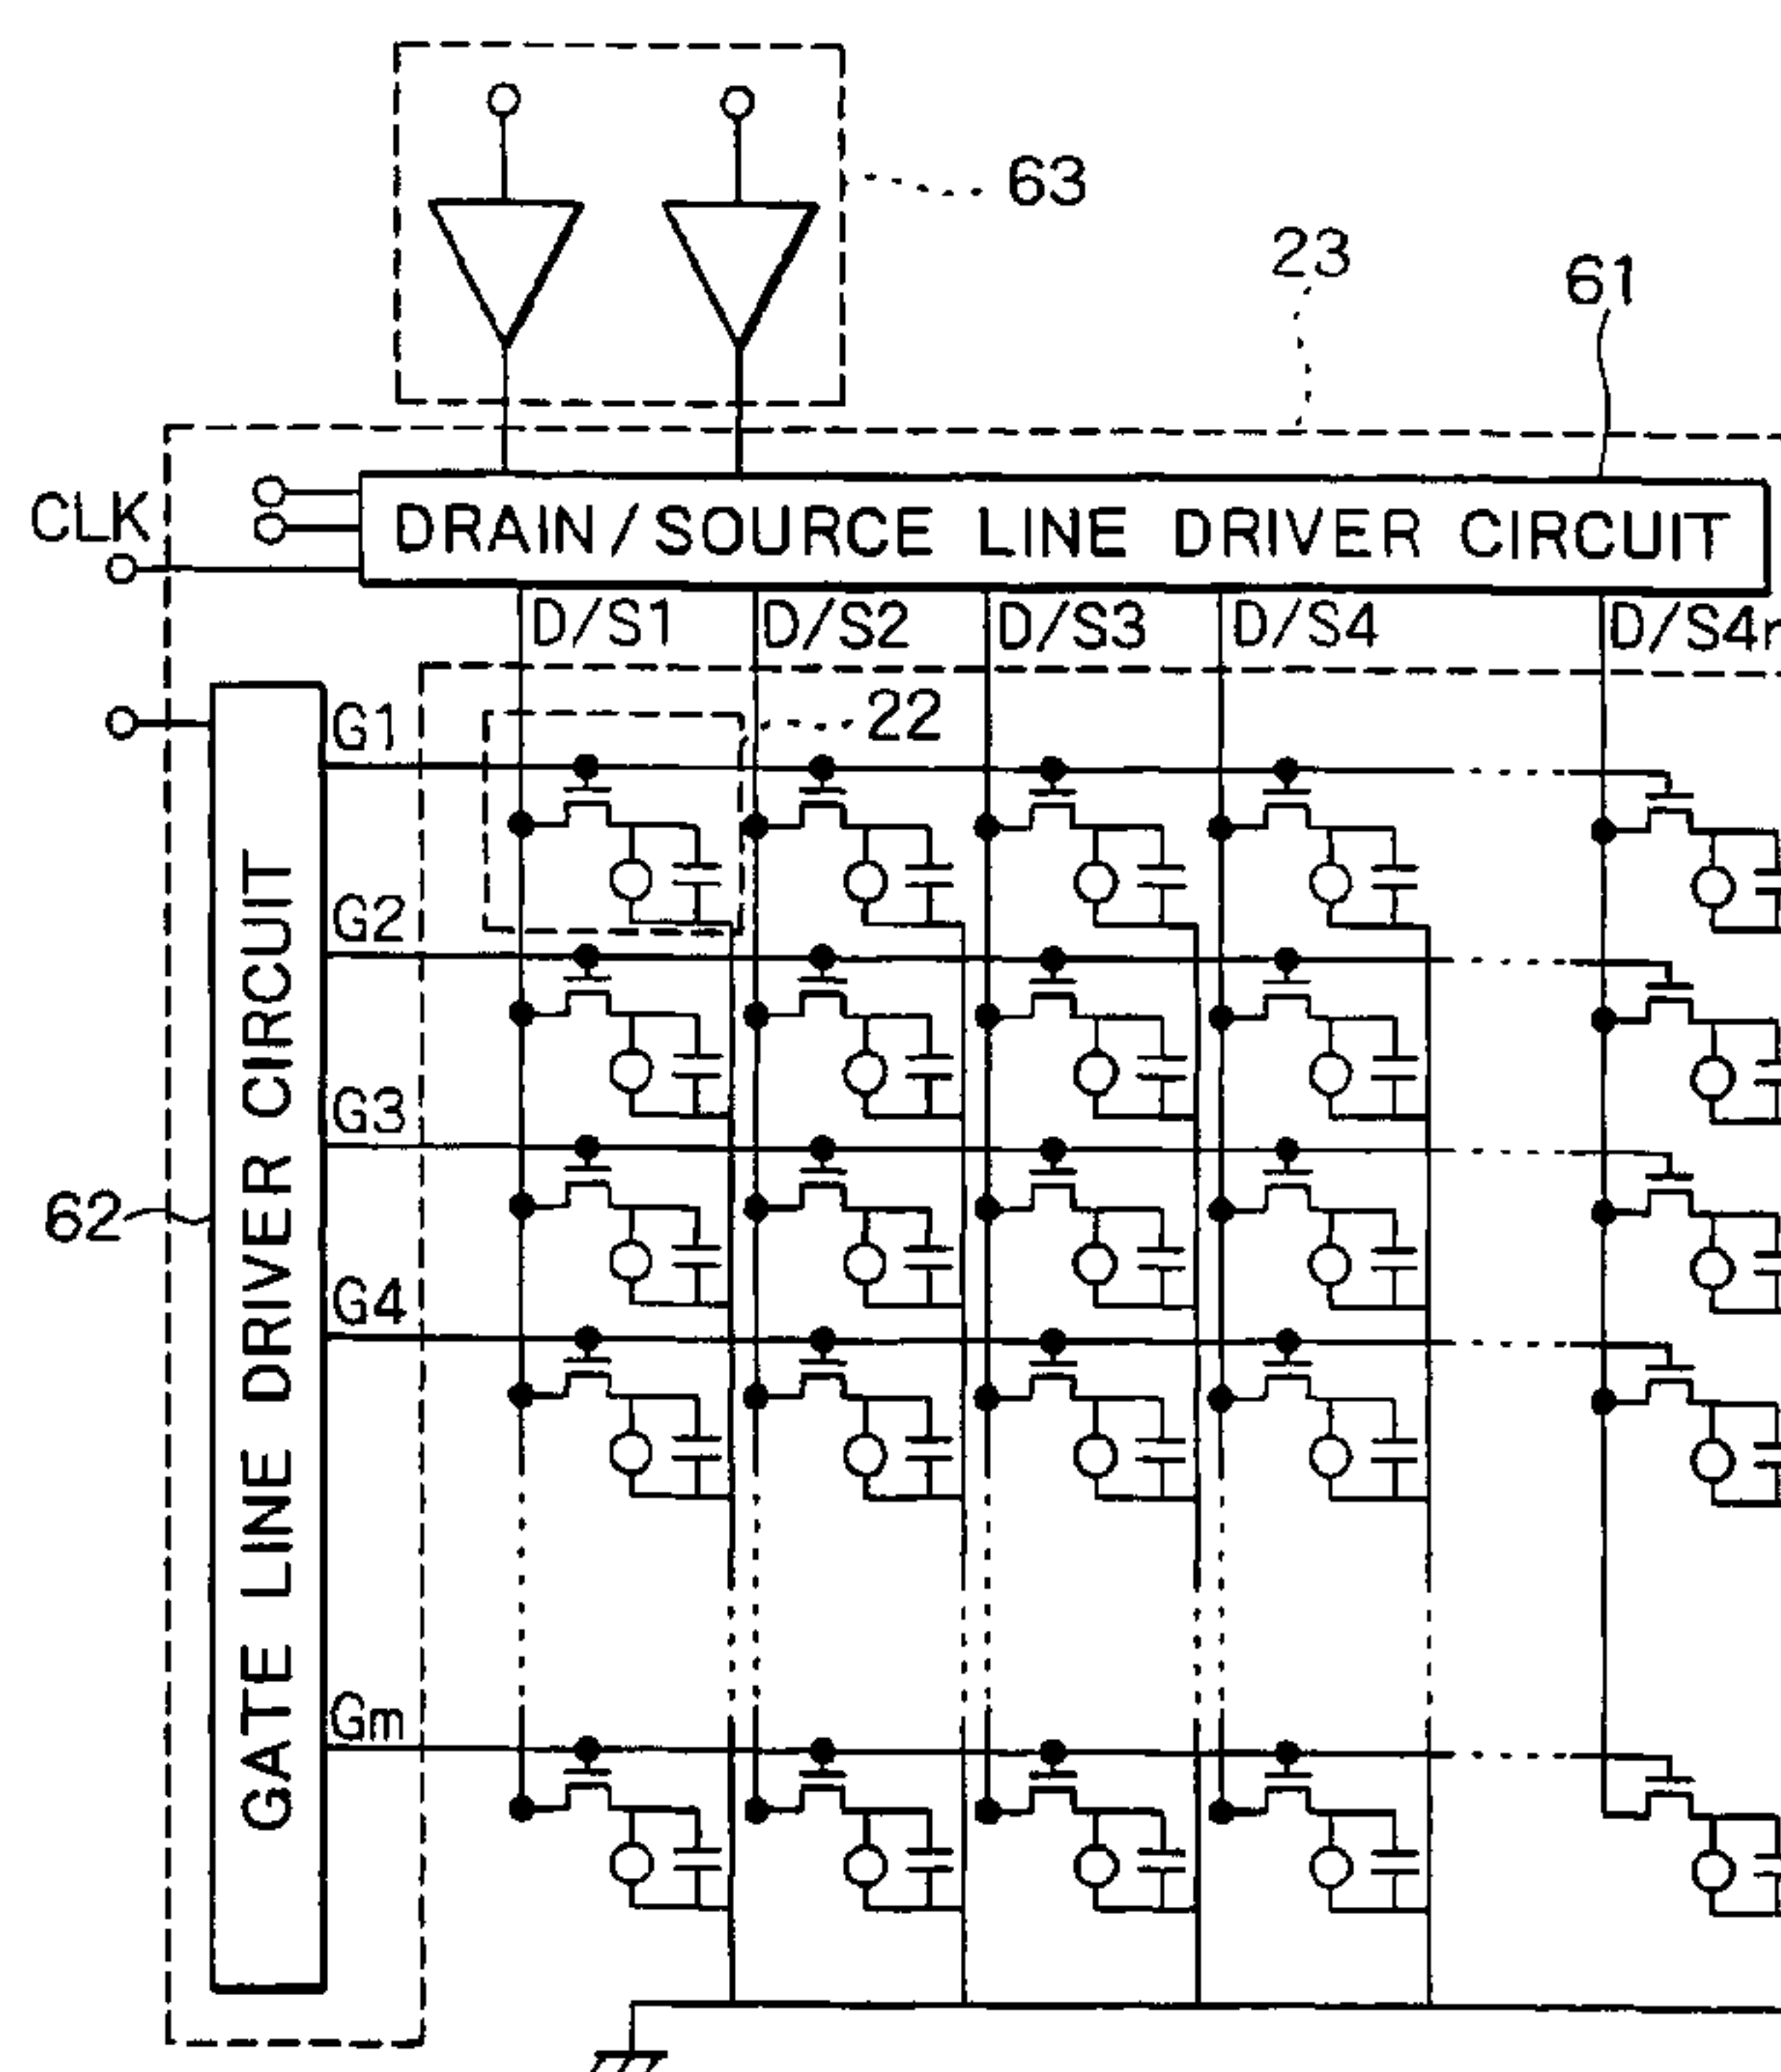 63
23
61
CLK
DRAIN/SOURCE LINE DRIVER CIRCUIT
D/S1
D/S2
D/S3
D/S4
22
G1
G2
G3
G4
Gm
62
GATE LINE DRIVER CIRCUIT